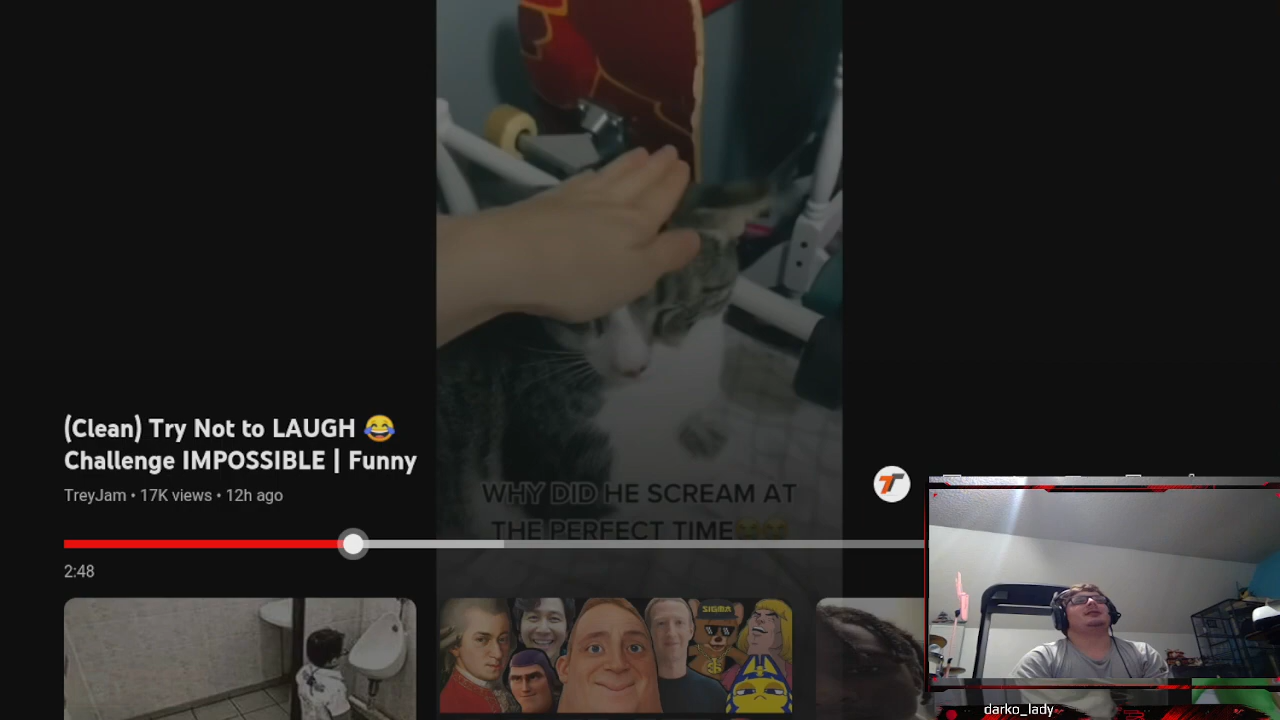 (Clean) Try Not to LAUGH 😂
Challenge IMPOSSIBLE | Funny
TreyJam • 17K views • 12h ago
WHY DID HE SCREAM AT
THE PERFECT TIME😆😆
2:48
SIGMA
darko_lady